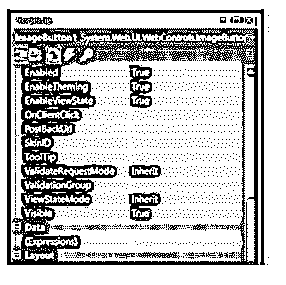 Properties
ImageButton1 System.Web.UI.WebControls.ImageButton
Enabled True
EnableTheming True
EnableViewState True
OnClientClick
PostBackUrl
SkinID
ToolTip
ValidateRequestMode Inherit
ValidationGroup
ViewStateMode Inherit
Visible True
Data
(Expressions)
Layout